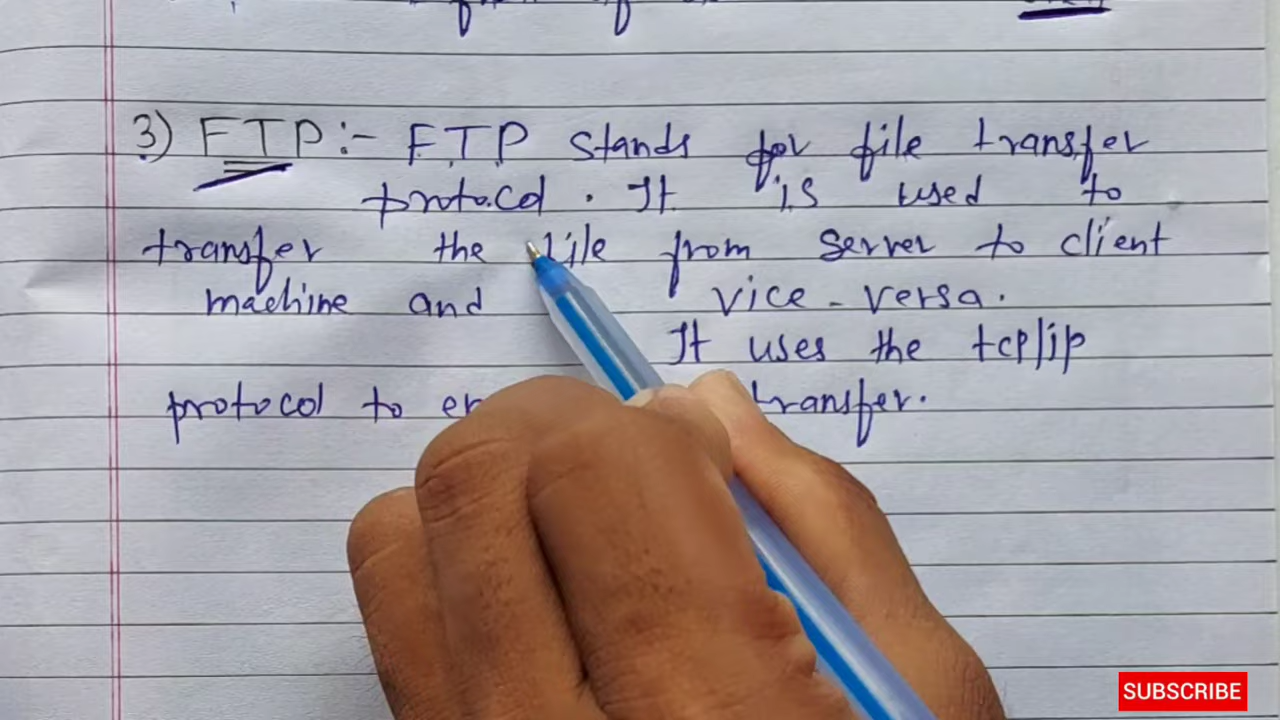 3) FTP:- FTP stands for file transfer
protocol. It is used to
transfer the file from server to client
machine and vice-versa.
It uses the tcp/ip
protocol to transfer.
SUBSCRIBE